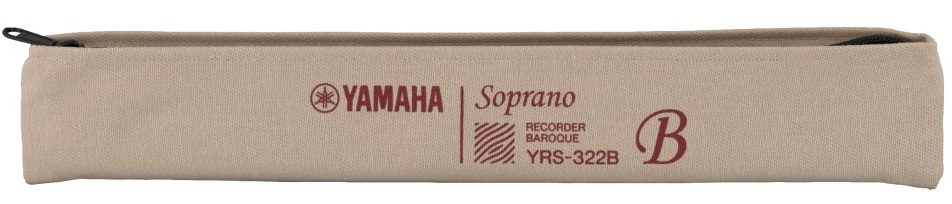 YAMAHA
Soprano
RECORDER
BAROQUE
YRS-322B
B